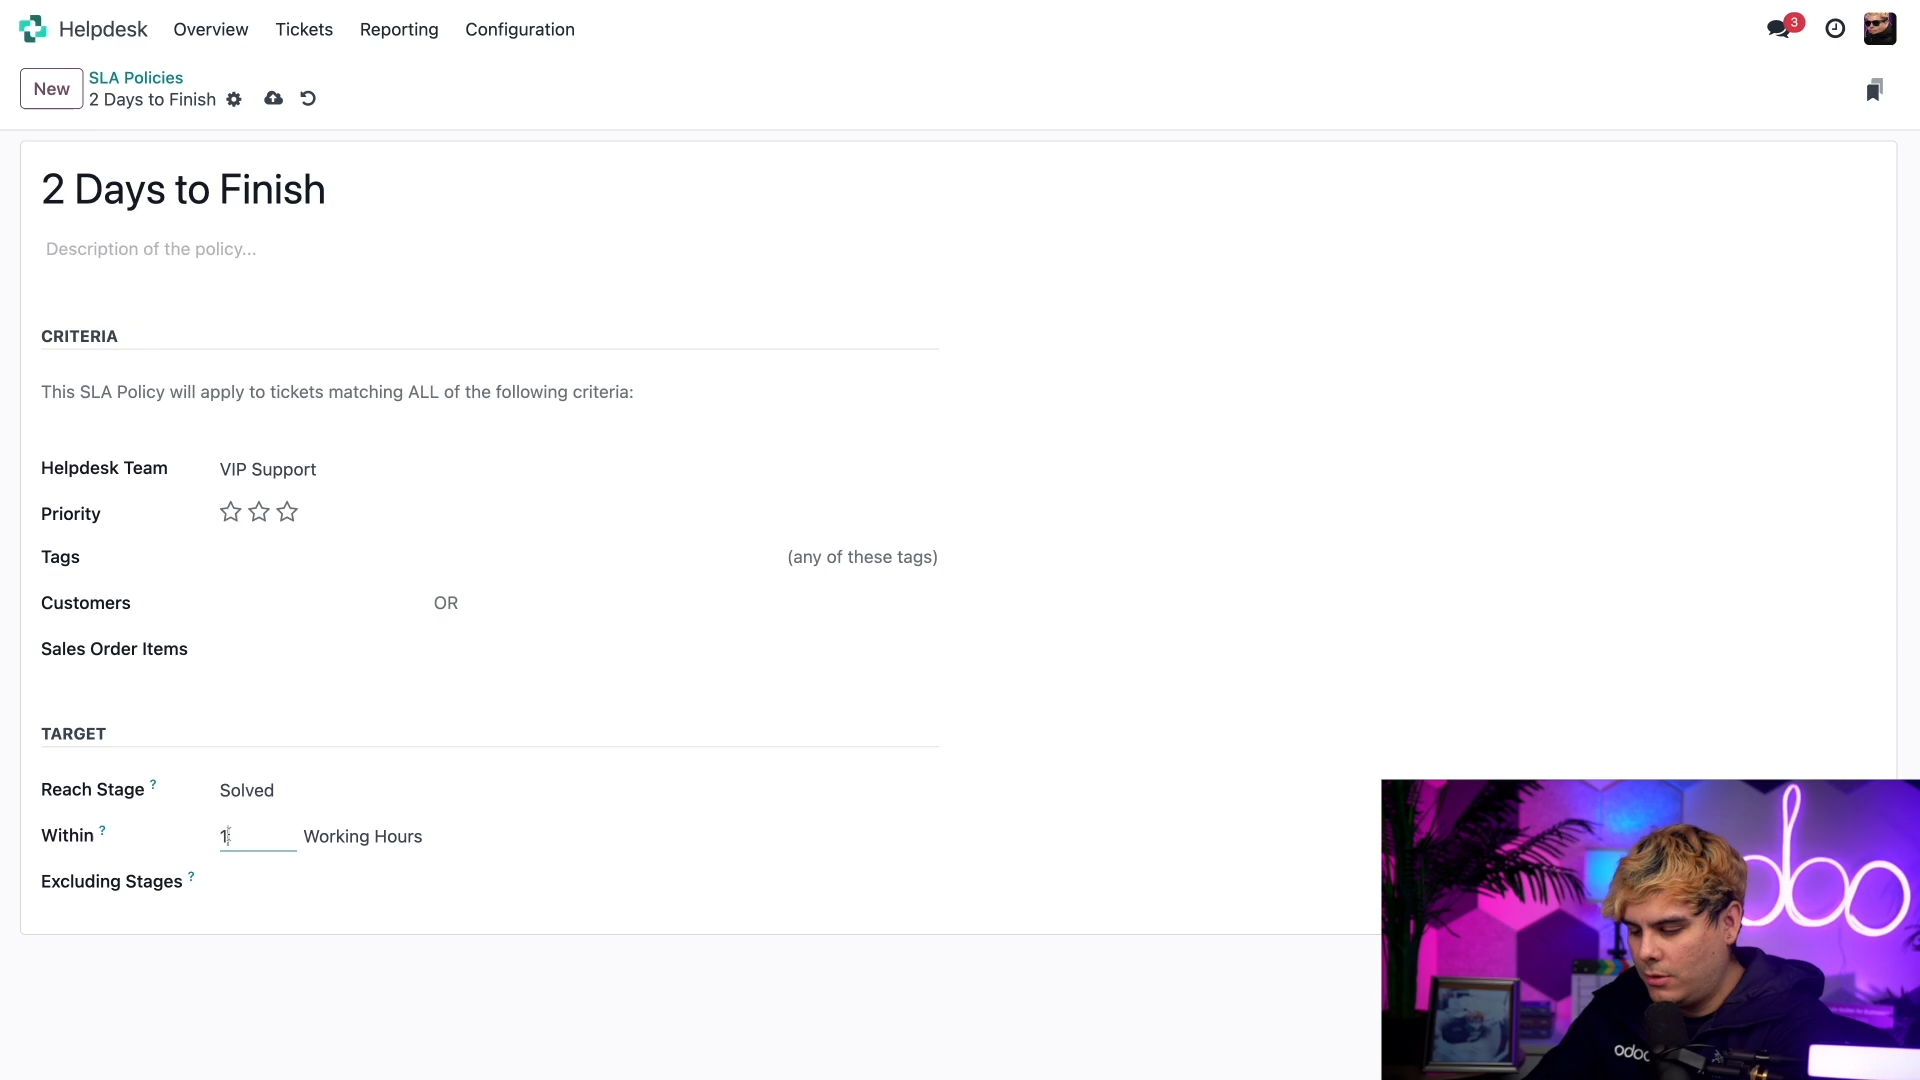 Helpdesk Overview Tickets Reporting Configuration 3
New SLA Policies
2 Days to Finish
2 Days to Finish
Description of the policy...
CRITERIA
This SLA Policy will apply to tickets matching ALL of the following criteria:
Helpdesk Team VIP Support
Priority
Tags (any of these tags)
Customers OR
Sales Order Items
TARGET
Reach Stage ? Solved
Within ? 1 Working Hours
Excluding Stages ?
odoo